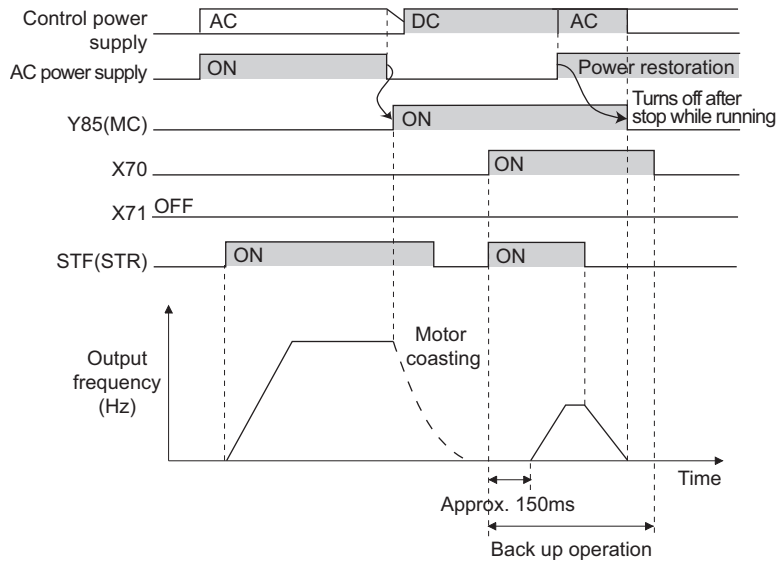 Control power
supply
AC
DC
AC
AC power supply
ON
Power restoration
Turns off after
stop while running
Y85(MC)
ON
X70
ON
X71
OFF
STF(STR)
ON
ON
Output
frequency
(Hz)
Motor
coasting
Time
Approx. 150ms
Back up operation